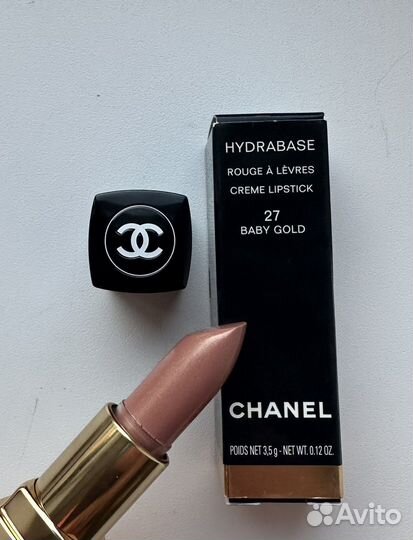 HYDRABASE
ROUGE À LÈVRES
CREME LIPSTICK
27
BABY GOLD
CHANEL
POIDS NET 3,5 g - NET WT. 0.12 OZ.
Avito